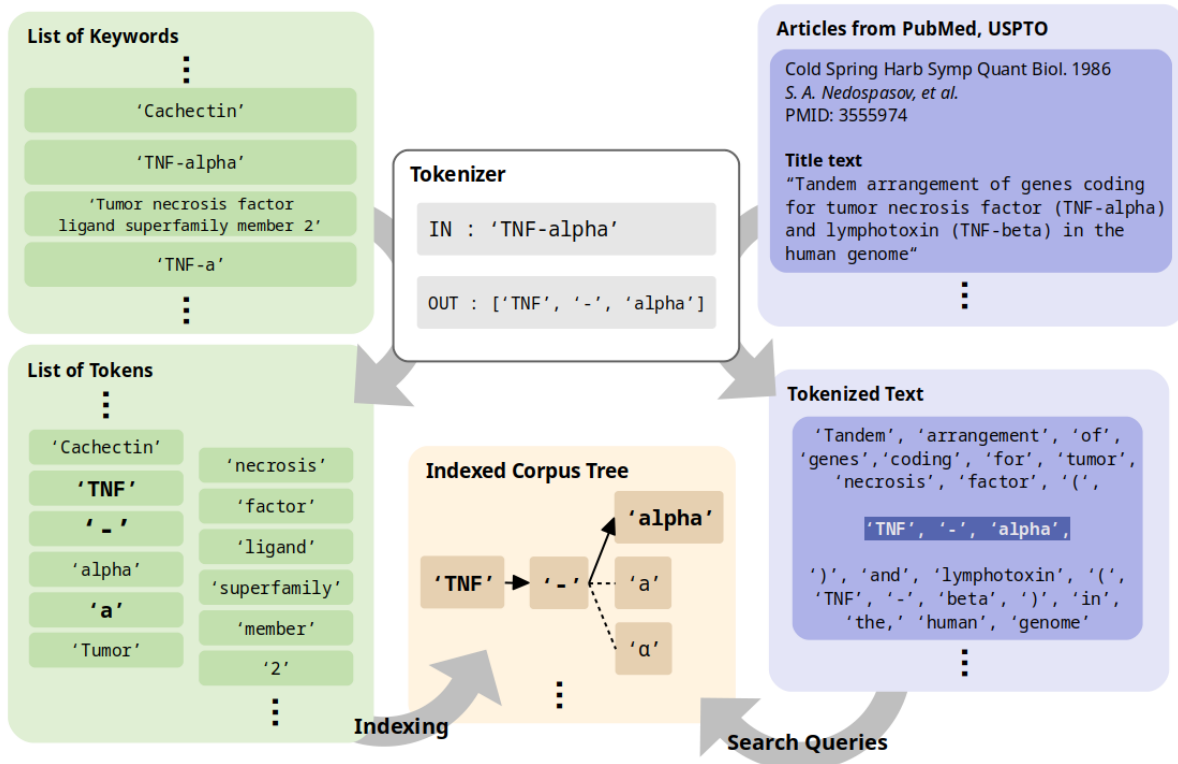 List of Keywords
⋮
‘Cachectin’
‘TNF-alpha’
‘Tumor necrosis factor
ligand superfamily member 2’
‘TNF-a’
⋮
Tokenizer
IN : ‘TNF-alpha’
OUT : [‘TNF’, ‘-’, ‘alpha’]
Articles from PubMed, USPTO
Cold Spring Harb Symp Quant Biol. 1986
S. A. Nedospasov, et al.
PMID: 3555974
Title text
“Tandem arrangement of genes coding
for tumor necrosis factor (TNF-alpha)
and lymphotoxin (TNF-beta) in the
human genome“
⋮
List of Tokens
⋮
‘Cachectin’
‘TNF’
‘-’
‘alpha’
‘a’
‘Tumor’
‘necrosis’
‘factor’
‘ligand’
‘superfamily’
‘member’
‘2’
⋮
Indexing
Indexed Corpus Tree
‘TNF’
‘-’
‘alpha’
‘a’
‘α’
⋮
Tokenized Text
‘Tandem’, ‘arrangement’, ‘of’,
‘genes’,‘coding’, ‘for’, ‘tumor’,
‘necrosis’, ‘factor’, ‘(‘,
‘TNF’, ‘-’, ‘alpha’,
‘)’, ‘and’, ‘lymphotoxin’, ‘(‘,
‘TNF’, ‘-’, ‘beta’, ‘)’, ‘in’,
‘the,’ ‘human’, ‘genome’
⋮
Search Queries